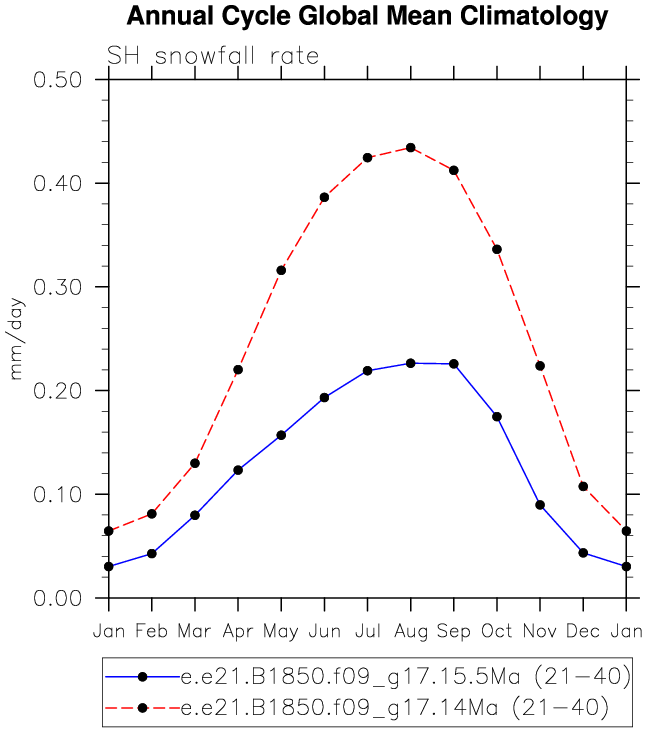 Annual Cycle Global Mean Climatology
SH snowfall rate
0.50
0.40
0.30
0.20
0.10
0.00
mm/day
Jan Feb Mar Apr May Jun Jul Aug Sep Oct Nov Dec Jan
e.e21.B1850.f09_g17.15.5Ma (21-40)
e.e21.B1850.f09_g17.14Ma (21-40)